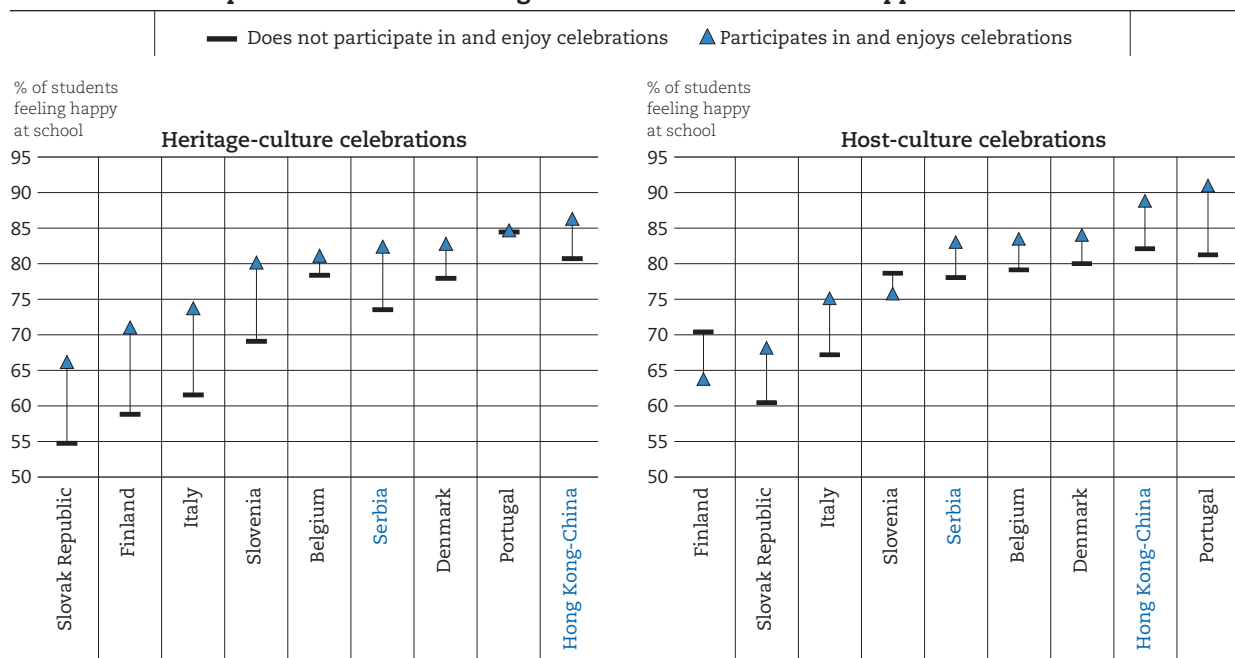 Does not participate in and enjoy celebrations
Participates in and enjoys celebrations
% of students
feeling happy
at school
Heritage-culture celebrations
95
90
85
80
75
70
65
60
55
50
Slovak Republic
Finland
Italy
Slovenia
Belgium
Serbia
Denmark
Portugal
Hong Kong-China
% of students
feeling happy
at school
Host-culture celebrations
95
90
85
80
75
70
65
60
55
50
Finland
Slovak Republic
Italy
Slovenia
Serbia
Belgium
Denmark
Hong Kong-China
Portugal